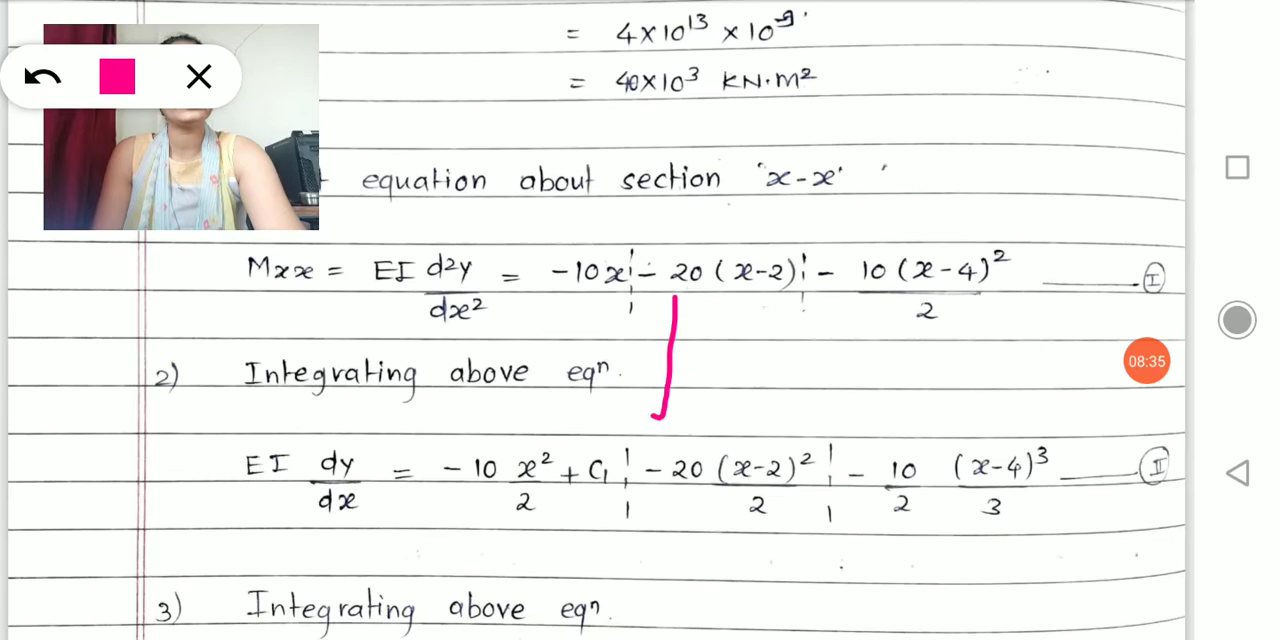 = 4×10¹³ × 10⁻⁹
= 40×10³ KN·m²
equation about section 'x-x'
Mxx = EI d²y/dx² = -10x ¦ - 20(x-2) ¦ - 10(x-4)²/2 (I)
2) Integrating above eqⁿ.
08:35
EI dy/dx = -10 x²/2 + C₁ ¦ - 20(x-2)²/2 ¦ - 10/2 (x-4)³/3 (II)
3) Integrating above eqⁿ.